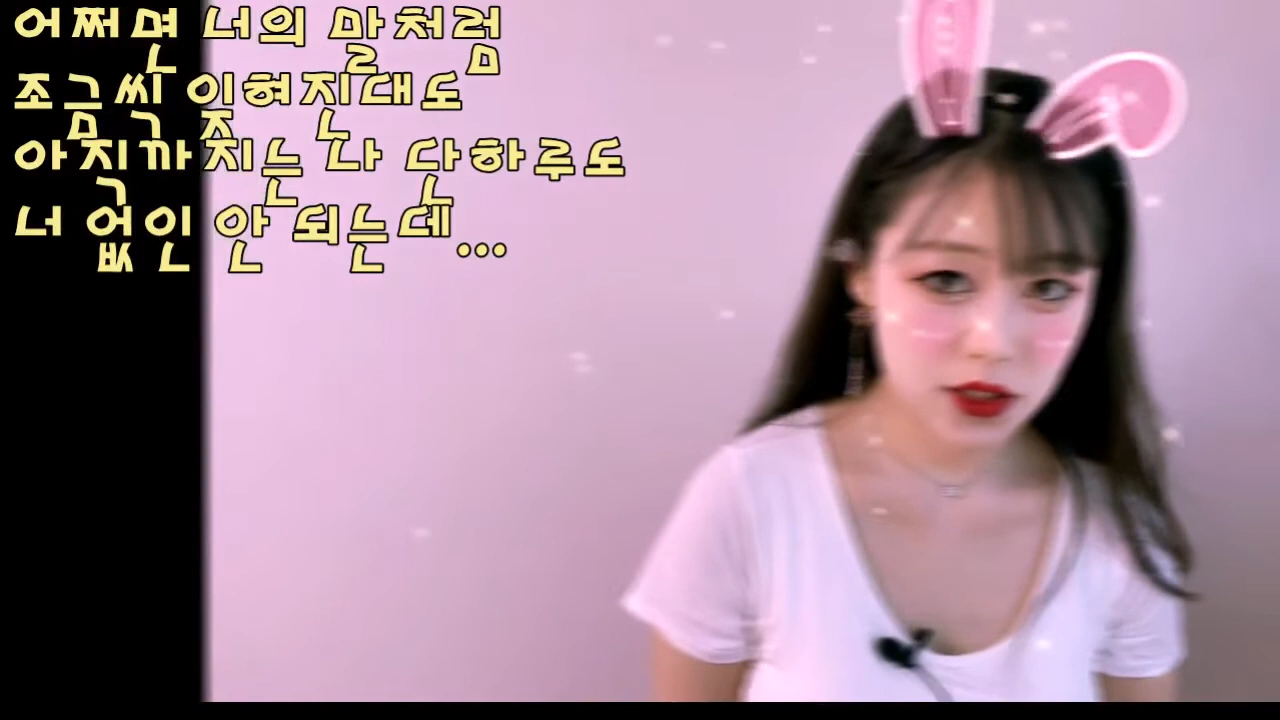 어쩌면 너의 말처럼
조금씩 잊혀진대도
아직까지는 나 단하루도
너 없인 안 되는데...